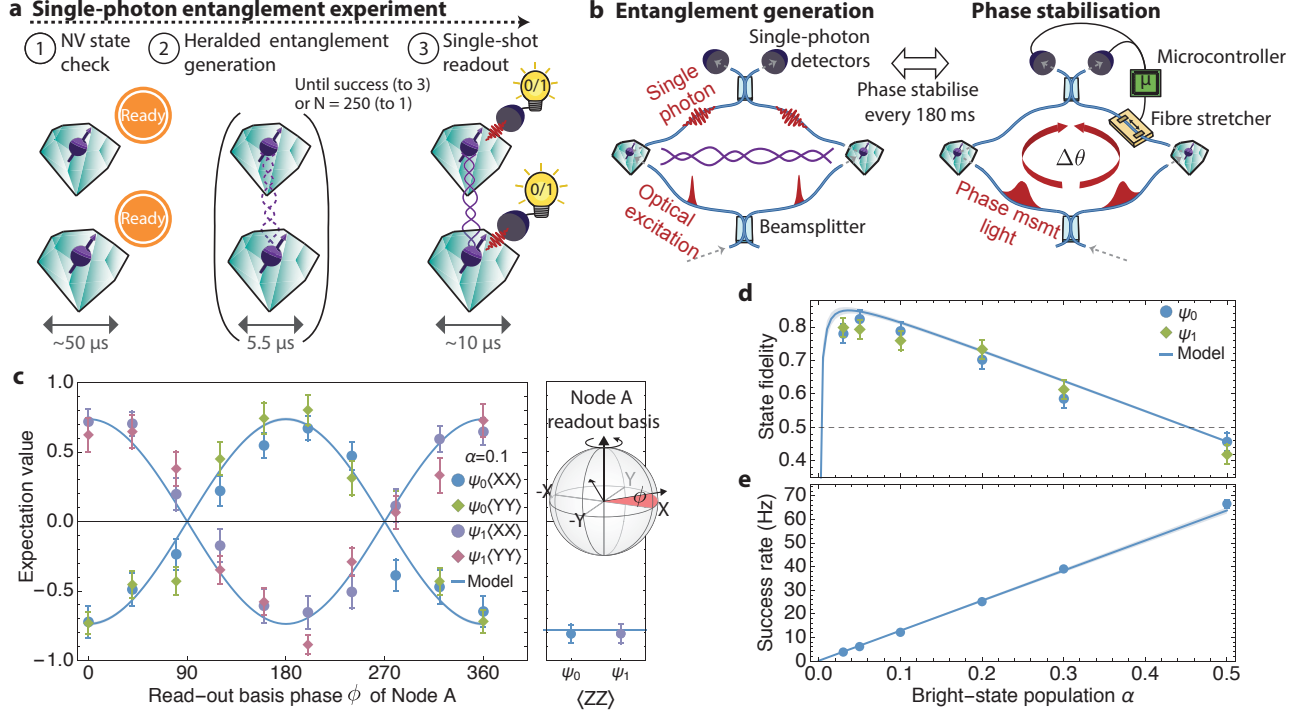 a Single-photon entanglement experiment
1 NV state check
2 Heralded entanglement generation
3 Single-shot readout
Until success (to 3)
or N = 250 (to 1)
Ready
Ready
0/1
0/1
~50 μs
5.5 μs
~10 μs
b Entanglement generation
Single-photon
detectors
Single
photon
Optical
excitation
Beamsplitter
Phase stabilise
every 180 ms
Phase stabilisation
Microcontroller
μ
Fibre stretcher
Δθ
Phase msmt
light
c
1.0
0.5
0.0
−0.5
−1.0
Expectation value
α=0.1
ψ0⟨XX⟩
ψ0⟨YY⟩
ψ1⟨XX⟩
ψ1⟨YY⟩
Model
0 90 180 270 360
Read−out basis phase ϕ of Node A
Node A
readout basis
-X
Y
ϕ
X
-Y
ψ0 ψ1
⟨ZZ⟩
d
0.8
0.7
0.6
0.5
0.4
State fidelity
ψ0
ψ1
Model
e
70
60
50
40
30
20
10
0
Success rate (Hz)
0.0 0.1 0.2 0.3 0.4 0.5
Bright−state population α